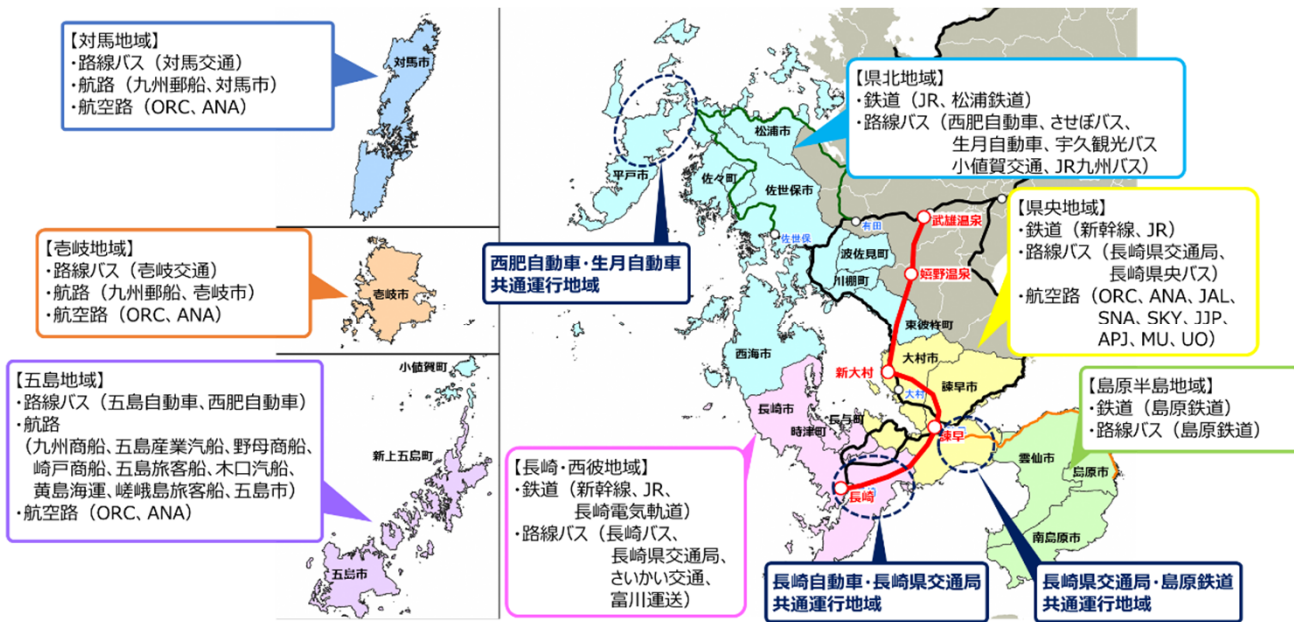 【対馬地域】
・路線バス（対馬交通）
・航路（九州郵船、対馬市）
・航空路（ORC、ANA）
対馬市
【壱岐地域】
・路線バス（壱岐交通）
・航路（九州郵船、壱岐市）
・航空路（ORC、ANA）
壱岐市
【五島地域】
・路線バス（五島自動車、西肥自動車）
・航路
（九州商船、五島産業汽船、野母商船、
崎戸商船、五島旅客船、木口汽船、
黄島海運、嵯峨島旅客船、五島市）
・航空路（ORC、ANA）
小値賀町
新上五島町
五島市
【県北地域】
・鉄道（JR、松浦鉄道）
・路線バス（西肥自動車、させぼバス、
生月自動車、宇久観光バス
小値賀交通、JR九州バス）
松浦市
平戸市
佐々町
佐世保市
佐世保
有田
武雄温泉
嬉野温泉
波佐見町
川棚町
東彼杵町
西海市
西肥自動車・生月自動車
共通運行地域
【県央地域】
・鉄道（新幹線、JR）
・路線バス（長崎県交通局、
長崎県央バス）
・航空路（ORC、ANA、JAL、
SNA、SKY、JJP、
APJ、MU、UO）
大村市
新大村
大村
諫早市
諫早
長崎市
長与町
時津町
長崎
【島原半島地域】
・鉄道（島原鉄道）
・路線バス（島原鉄道）
雲仙市
島原市
南島原市
【長崎・西彼地域】
・鉄道（新幹線、JR、
長崎電気軌道）
・路線バス（長崎バス、
長崎県交通局、
さいかい交通、
富川運送）
長崎自動車・長崎県交通局
共通運行地域
長崎県交通局・島原鉄道
共通運行地域